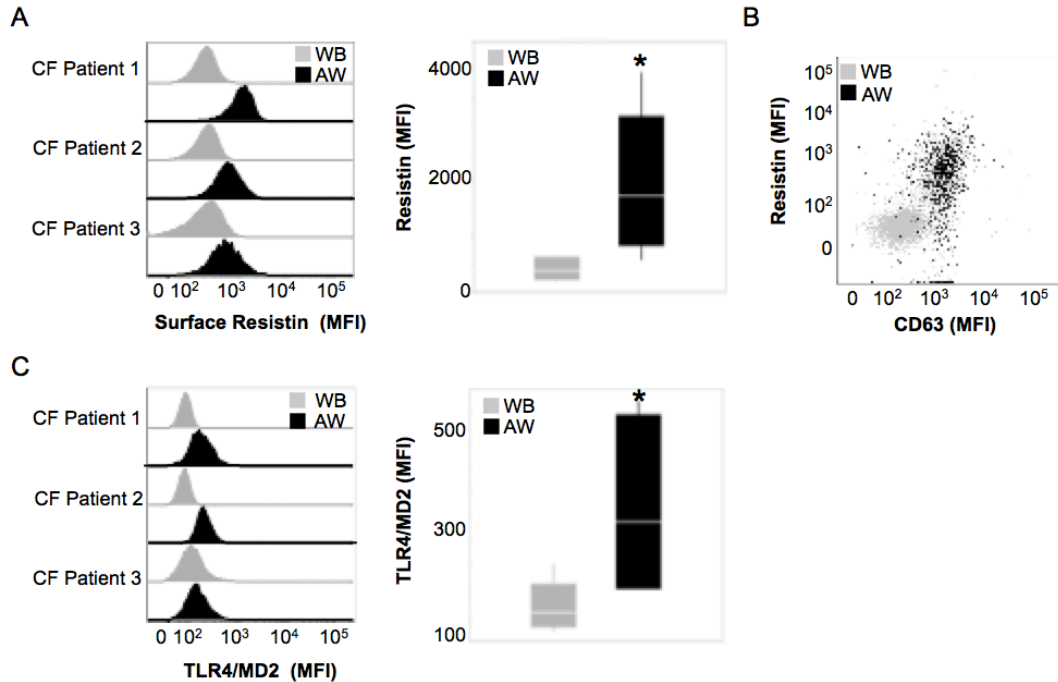 A
CF Patient 1
CF Patient 2
CF Patient 3
WB
AW
0 10² 10³ 10⁴ 10⁵
Surface Resistin (MFI)
Resistin (MFI)
4000
2000
0
WB
AW
*
B
Resistin (MFI)
10⁵
10⁴
10³
10²
0
WB
AW
0 10² 10³ 10⁴ 10⁵
CD63 (MFI)
C
CF Patient 1
CF Patient 2
CF Patient 3
WB
AW
0 10² 10³ 10⁴ 10⁵
TLR4/MD2 (MFI)
TLR4/MD2 (MFI)
500
300
100
WB
AW
*